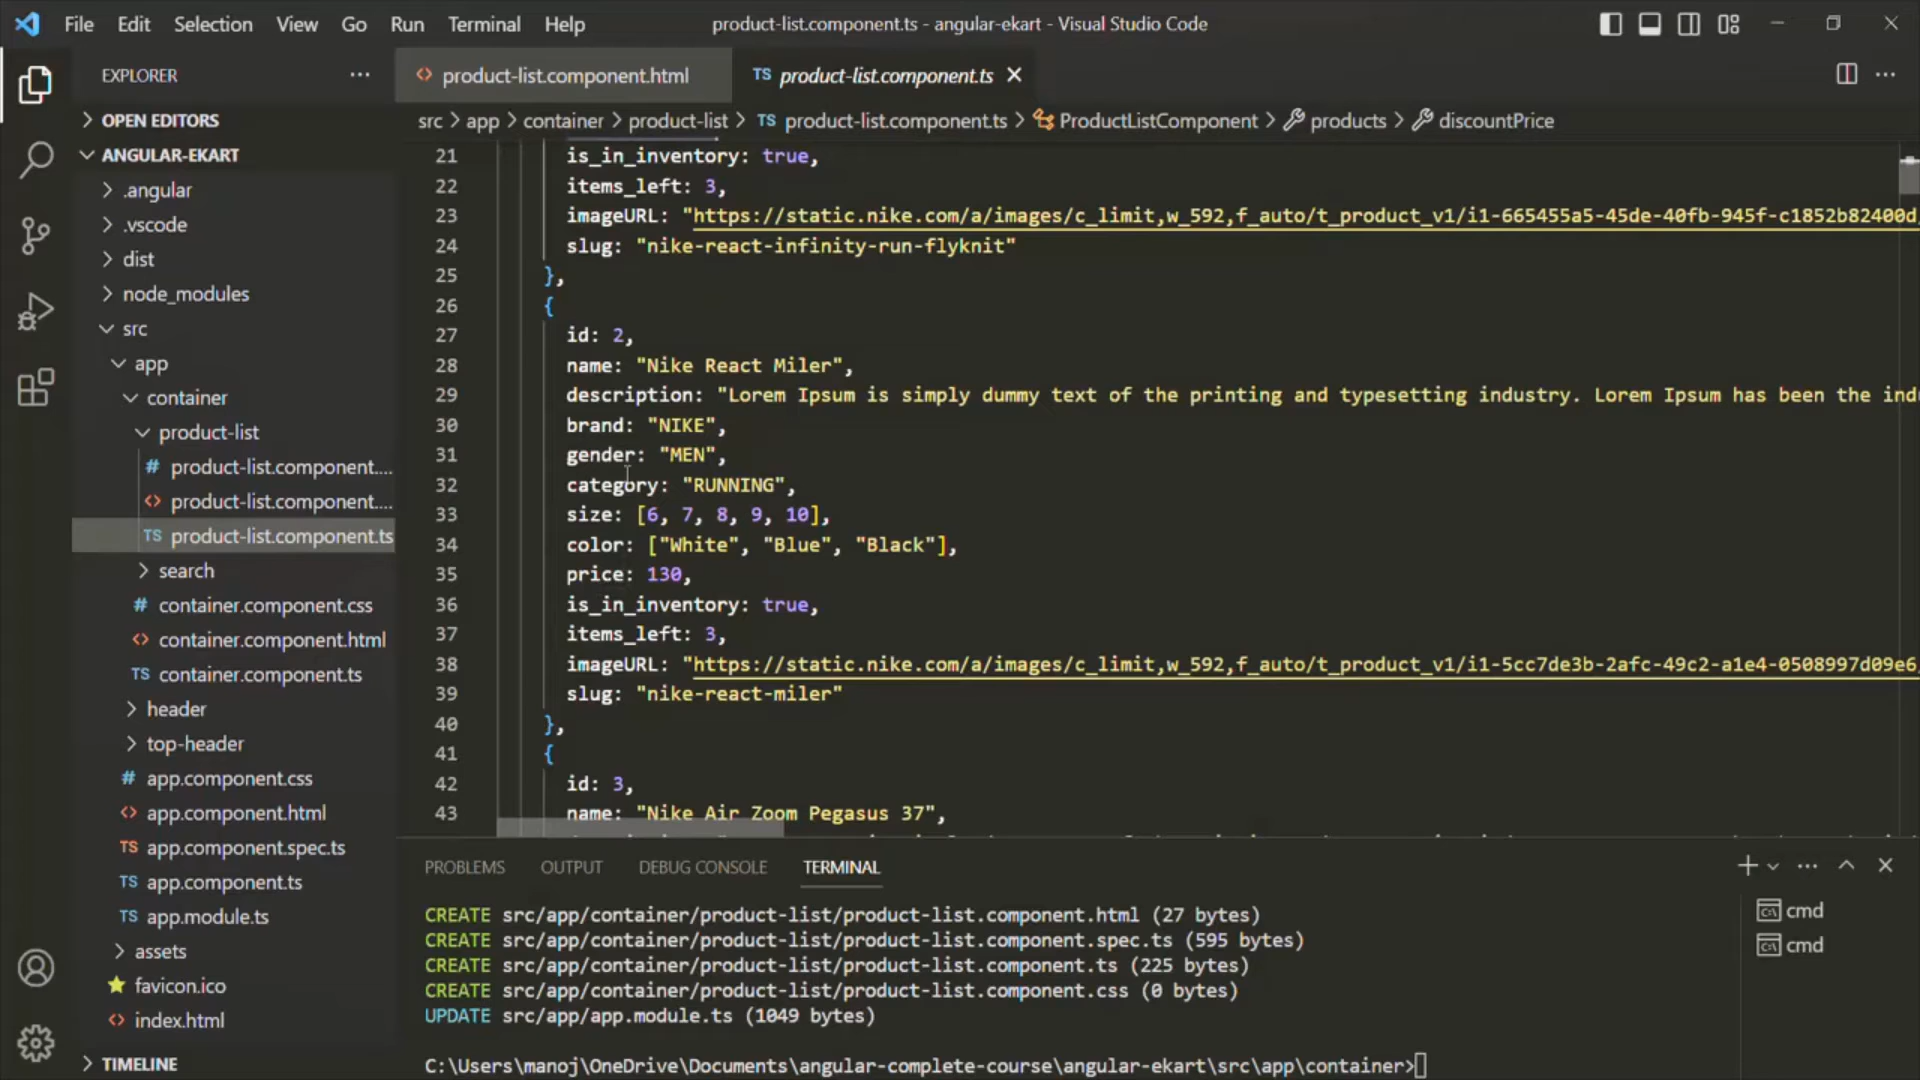 File Edit Selection View Go Run Terminal Help
product-list.component.ts - angular-ekart - Visual Studio Code
EXPLORER
OPEN EDITORS
ANGULAR-EKART
.angular
.vscode
dist
node_modules
src
app
container
product-list
product-list.component....
product-list.component....
product-list.component.ts
search
container.component.css
container.component.html
container.component.ts
header
top-header
app.component.css
app.component.html
app.component.spec.ts
app.component.ts
app.module.ts
assets
favicon.ico
index.html
TIMELINE
product-list.component.html
TS product-list.component.ts
src > app > container > product-list > TS product-list.component.ts > ProductListComponent > products > discountPrice
21 is_in_inventory: true,
22 items_left: 3,
23 imageURL: "https://static.nike.com/a/images/c_limit,w_592,f_auto/t_product_v1/i1-665455a5-45de-40fb-945f-c1852b82400d
24 slug: "nike-react-infinity-run-flyknit"
25 },
26 {
27 id: 2,
28 name: "Nike React Miler",
29 description: "Lorem Ipsum is simply dummy text of the printing and typesetting industry. Lorem Ipsum has been the ind
30 brand: "NIKE",
31 gender: "MEN",
32 category: "RUNNING",
33 size: [6, 7, 8, 9, 10],
34 color: ["White", "Blue", "Black"],
35 price: 130,
36 is_in_inventory: true,
37 items_left: 3,
38 imageURL: "https://static.nike.com/a/images/c_limit,w_592,f_auto/t_product_v1/i1-5cc7de3b-2afc-49c2-a1e4-0508997d09e6
39 slug: "nike-react-miler"
40 },
41 {
42 id: 3,
43 name: "Nike Air Zoom Pegasus 37",
PROBLEMS OUTPUT DEBUG CONSOLE TERMINAL
CREATE src/app/container/product-list/product-list.component.html (27 bytes)
CREATE src/app/container/product-list/product-list.component.spec.ts (595 bytes)
CREATE src/app/container/product-list/product-list.component.ts (225 bytes)
CREATE src/app/container/product-list/product-list.component.css (0 bytes)
UPDATE src/app/app.module.ts (1049 bytes)
C:\Users\manoj\OneDrive\Documents\angular-complete-course\angular-ekart\src\app\container>
cmd
cmd